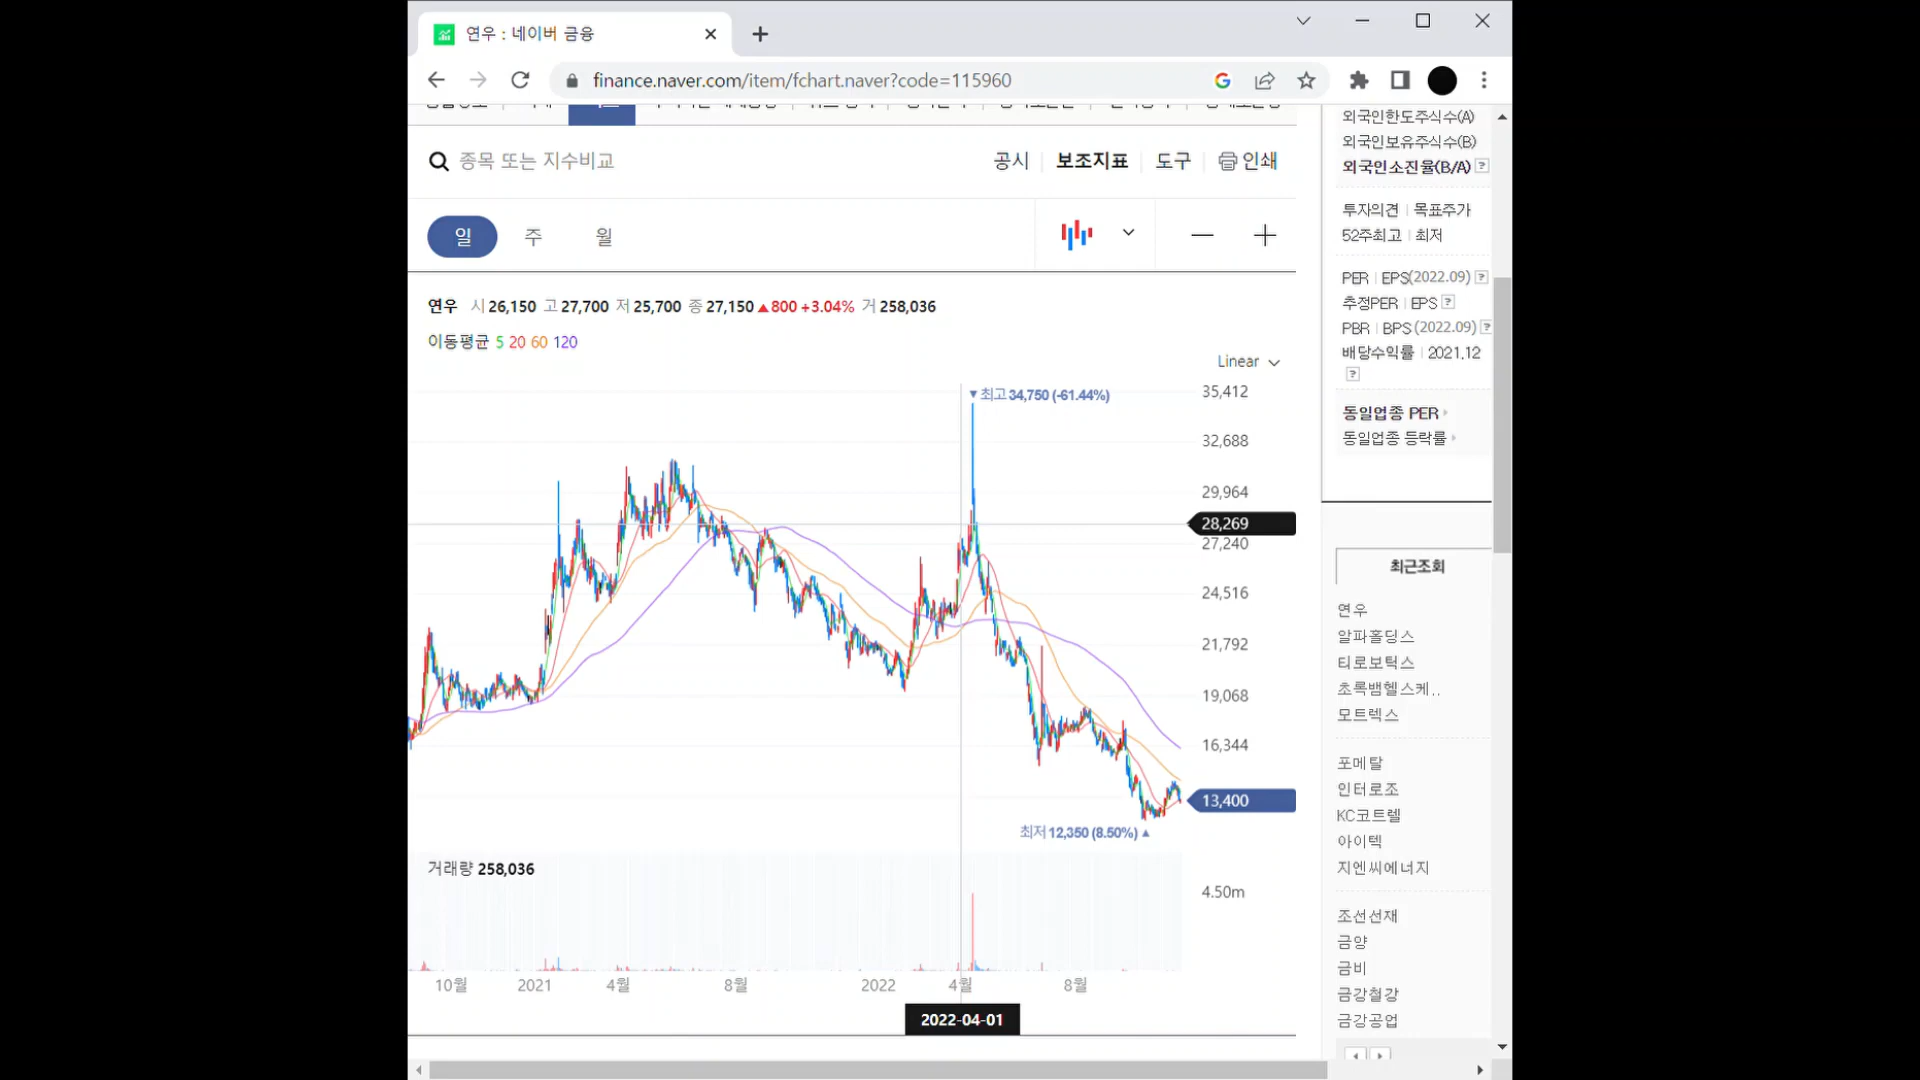 연우 : 네이버 금융
finance.naver.com/item/fchart.naver?code=115960
종목 또는 지수비교
공시
보조지표
도구
인쇄
일
주
월
연우 시 26,150 고 27,700 저 25,700 종 27,150 ▲800 +3.04% 거 258,036
이동평균 5 20 60 120
Linear
▼최고 34,750 (-61.44%)
35,412
32,688
29,964
28,269
27,240
24,516
21,792
19,068
16,344
13,400
최저 12,350 (8.50%) ▲
거래량 258,036
4.50m
10월 2021 4월 8월 2022 4월 8월
2022-04-01
외국인한도주식수(A)
외국인보유주식수(B)
외국인소진율(B/A) ?
투자의견 | 목표주가
52주최고 | 최저
PER | EPS(2022.09) ?
추정PER | EPS ?
PBR | BPS (2022.09) ?
배당수익률 | 2021.12
?
동일업종 PER
동일업종 등락률
최근조회
연우
알파홀딩스
티로보틱스
초록뱀헬스케..
모트렉스
포메탈
인터로조
KC코트렐
아이텍
지엔씨에너지
조선선재
금양
금비
금강철강
금강공업